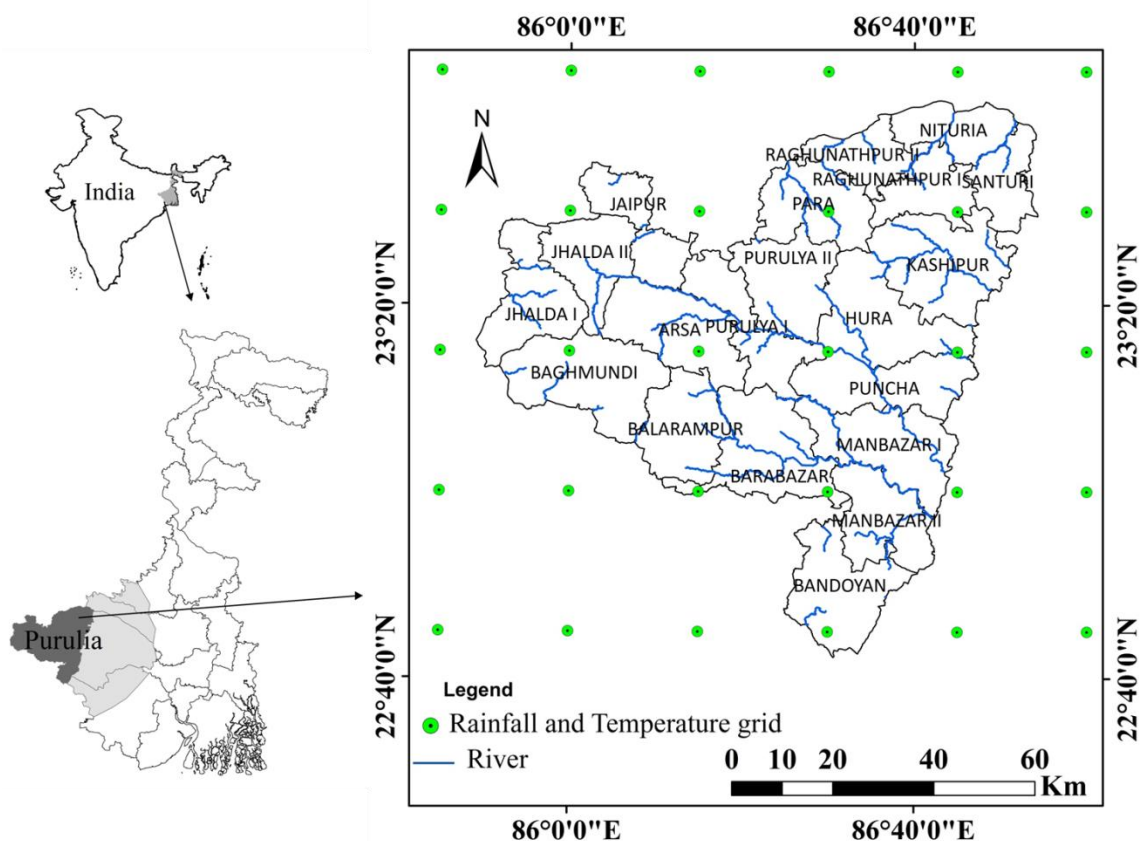 86°0'0"E
86°40'0"E
N
India
NITURIA
RAGHUNATHPUR II
RAGHUNATHPUR I
SANTURI
JAIPUR
PARA
JHALDA II
PURULYA II
KASHIPUR
23°20'0"N
23°20'0"N
JHALDA I
ARSA
PURULYA I
HURA
BAGHMUNDI
PUNCHA
BALARAMPUR
MANBAZAR I
BARABAZAR
MANBAZAR II
BANDOYAN
Purulia
22°40'0"N
22°40'0"N
Legend
Rainfall and Temperature grid
River
0 10 20 40 60
Km
86°0'0"E
86°40'0"E